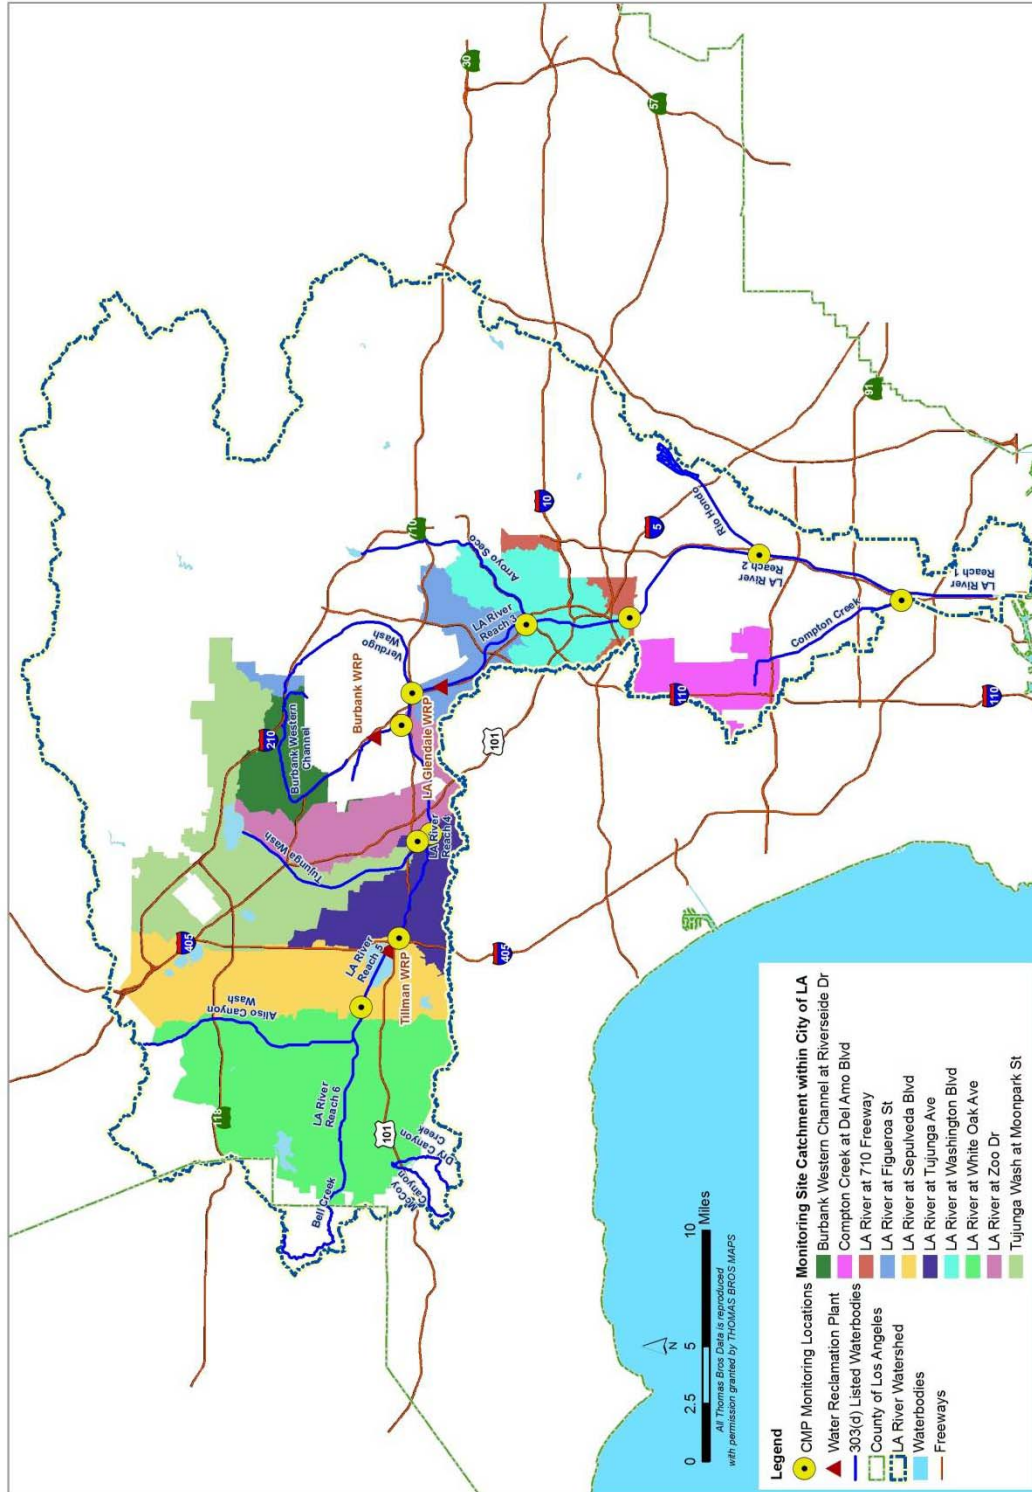 30
57
210
Burbank Western
Channel
Verdugo
Wash
Burbank WRP
710
Arroyo Seco
10
5
Rio Hondo
91
405
Tujunga Wash
LA Glendale WRP
LA River
Reach 3
LA River
Reach 2
LA River
Reach 1
Compton Creek
110
110
101
LA River
Reach 4
118
Aliso Canyon
Wash
LA River
Reach 5
Tillman WRP
405
LA River
Reach 6
Bell Creek
101
McCoy
Canyon
Dry Canyon
Creek
N
0
2.5
5
10
Miles
All Thomas Bros Data is reproduced
with permission granted by THOMAS BROS MAPS
Legend
CMP Monitoring Locations
Water Reclamation Plant
303(d) Listed Waterbodies
County of Los Angeles
LA River Watershed
Waterbodies
Freeways
Monitoring Site Catchment within City of LA
Burbank Western Channel at Riverside Dr
Compton Creek at Del Amo Blvd
LA River at 710 Freeway
LA River at Figueroa St
LA River at Sepulveda Blvd
LA River at Tujunga Ave
LA River at Washington Blvd
LA River at White Oak Ave
LA River at Zoo Dr
Tujunga Wash at Moonpark St